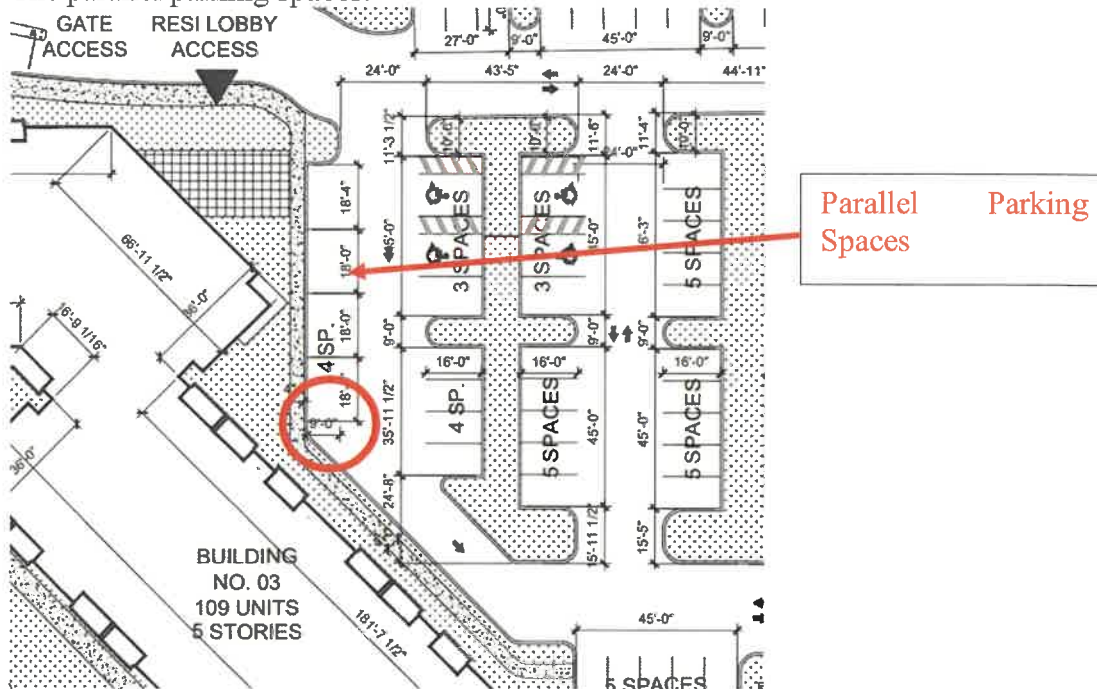 GATE
ACCESS
RESI LOBBY
ACCESS
27'-0"
9'-0"
45'-0"
9'-0"
24'-0"
43'-5"
24'-0"
44'-11"
11'-3 1/2"
10'-0"
10'-0"
11'-6"
11'-4"
10'-0"
18'-4"
18'-0"
18'-0"
18'
4 SP.
9'-0"
3 SPACES
3 SPACES
5 SPACES
Parallel Parking
Spaces
9'-0"
9'-0"
9'-0"
16'-0"
16'-0"
16'-0"
35'-11 1/2"
4 SP.
5 SPACES
45'-0"
45'-0"
5 SPACES
24'-8"
15'-11 1/2"
15'-5"
66'-11 1/2"
36'-0"
16'-9 1/16"
36'-0"
BUILDING
NO. 03
109 UNITS
5 STORIES
181'-7 1/2"
45'-0"
5 SPACES